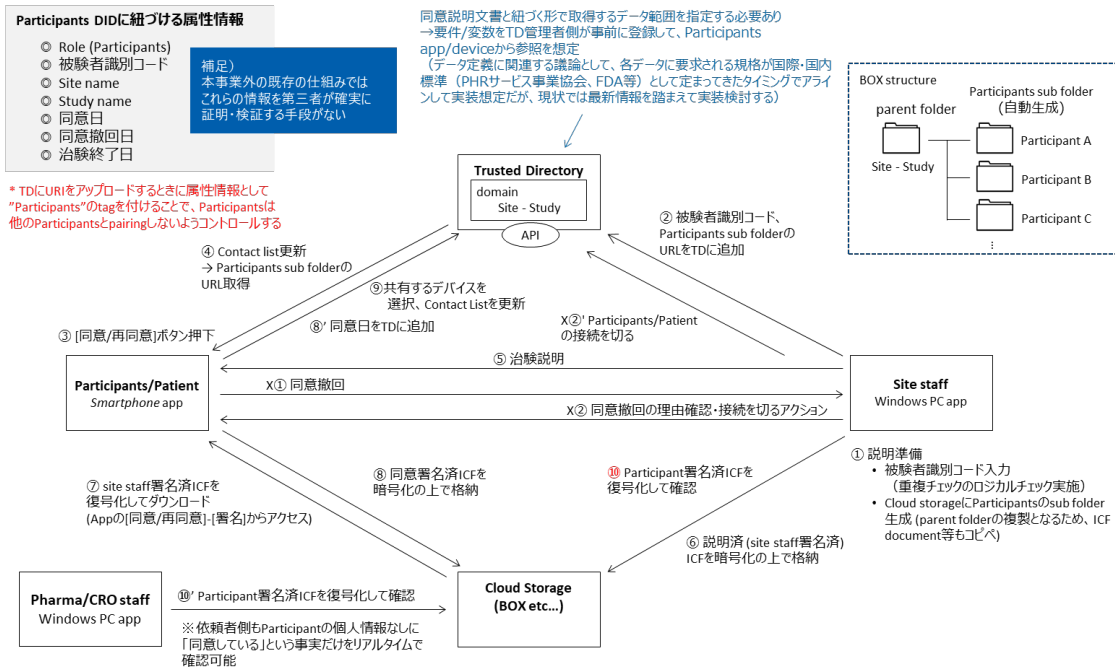 Participants DIDに紐づける属性情報
◎ Role (Participants)
◎ 被験者識別コード
◎ Site name
◎ Study name
◎ 同意日
◎ 同意撤回日
◎ 治験終了日
補足）
本事業外の既存の仕組みでは
これらの情報を第三者が確実に
証明・検証する手段がない
* TDにURIをアップロードするときに属性情報として
”Participants”のtagを付けることで、Participantsは
他のParticipantsとpairingしないようコントロールする
同意説明文書と紐づく形で取得するデータ範囲を指定する必要あり
→要件/変数をTD管理者側が事前に登録して、Participants
app/deviceから参照を想定
（データ定義に関連する議論として、各データに要求される規格が国際・国内
標準（PHRサービス事業協会、FDA等）として定まってきたタイミングでアライ
ンして実装想定だが、現状では最新情報を踏まえて実装検討する）
BOX structure
parent folder
Participants sub folder
(自動生成)
Site - Study
Participant A
Participant B
Participant C
⋮
Trusted Directory
domain
Site - Study
API
② 被験者識別コード、
Participants sub folderの
URLをTDに追加
④ Contact list更新
→ Participants sub folderの
URL取得
⑨共有するデバイスを
選択、Contact Listを更新
⑧’ 同意日をTDに追加
X②' Participants/Patient
の接続を切る
③ [同意/再同意]ボタン押下
⑤ 治験説明
Participants/Patient
Smartphone app
X① 同意撤回
X② 同意撤回の理由確認・接続を切るアクション
Site staff
Windows PC app
① 説明準備
• 被験者識別コード入力
（重複チェックのロジカルチェック実施）
• Cloud storageにParticipantsのsub folder
生成 (parent folderの複製となるため、ICF
document等もコピペ)
⑦ site staff署名済ICFを
復号化してダウンロード
(Appの[同意/再同意]-[署名]からアクセス)
⑧ 同意署名済ICFを
暗号化の上で格納
⑩ Participant署名済ICFを
復号化して確認
⑥ 説明済 (site staff署名済)
ICFを暗号化の上で格納
Cloud Storage
(BOX etc…)
Pharma/CRO staff
Windows PC app
⑩’ Participant署名済ICFを復号化して確認
※ 依頼者側もParticipantの個人情報なしに
「同意している」という事実だけをリアルタイムで
確認可能